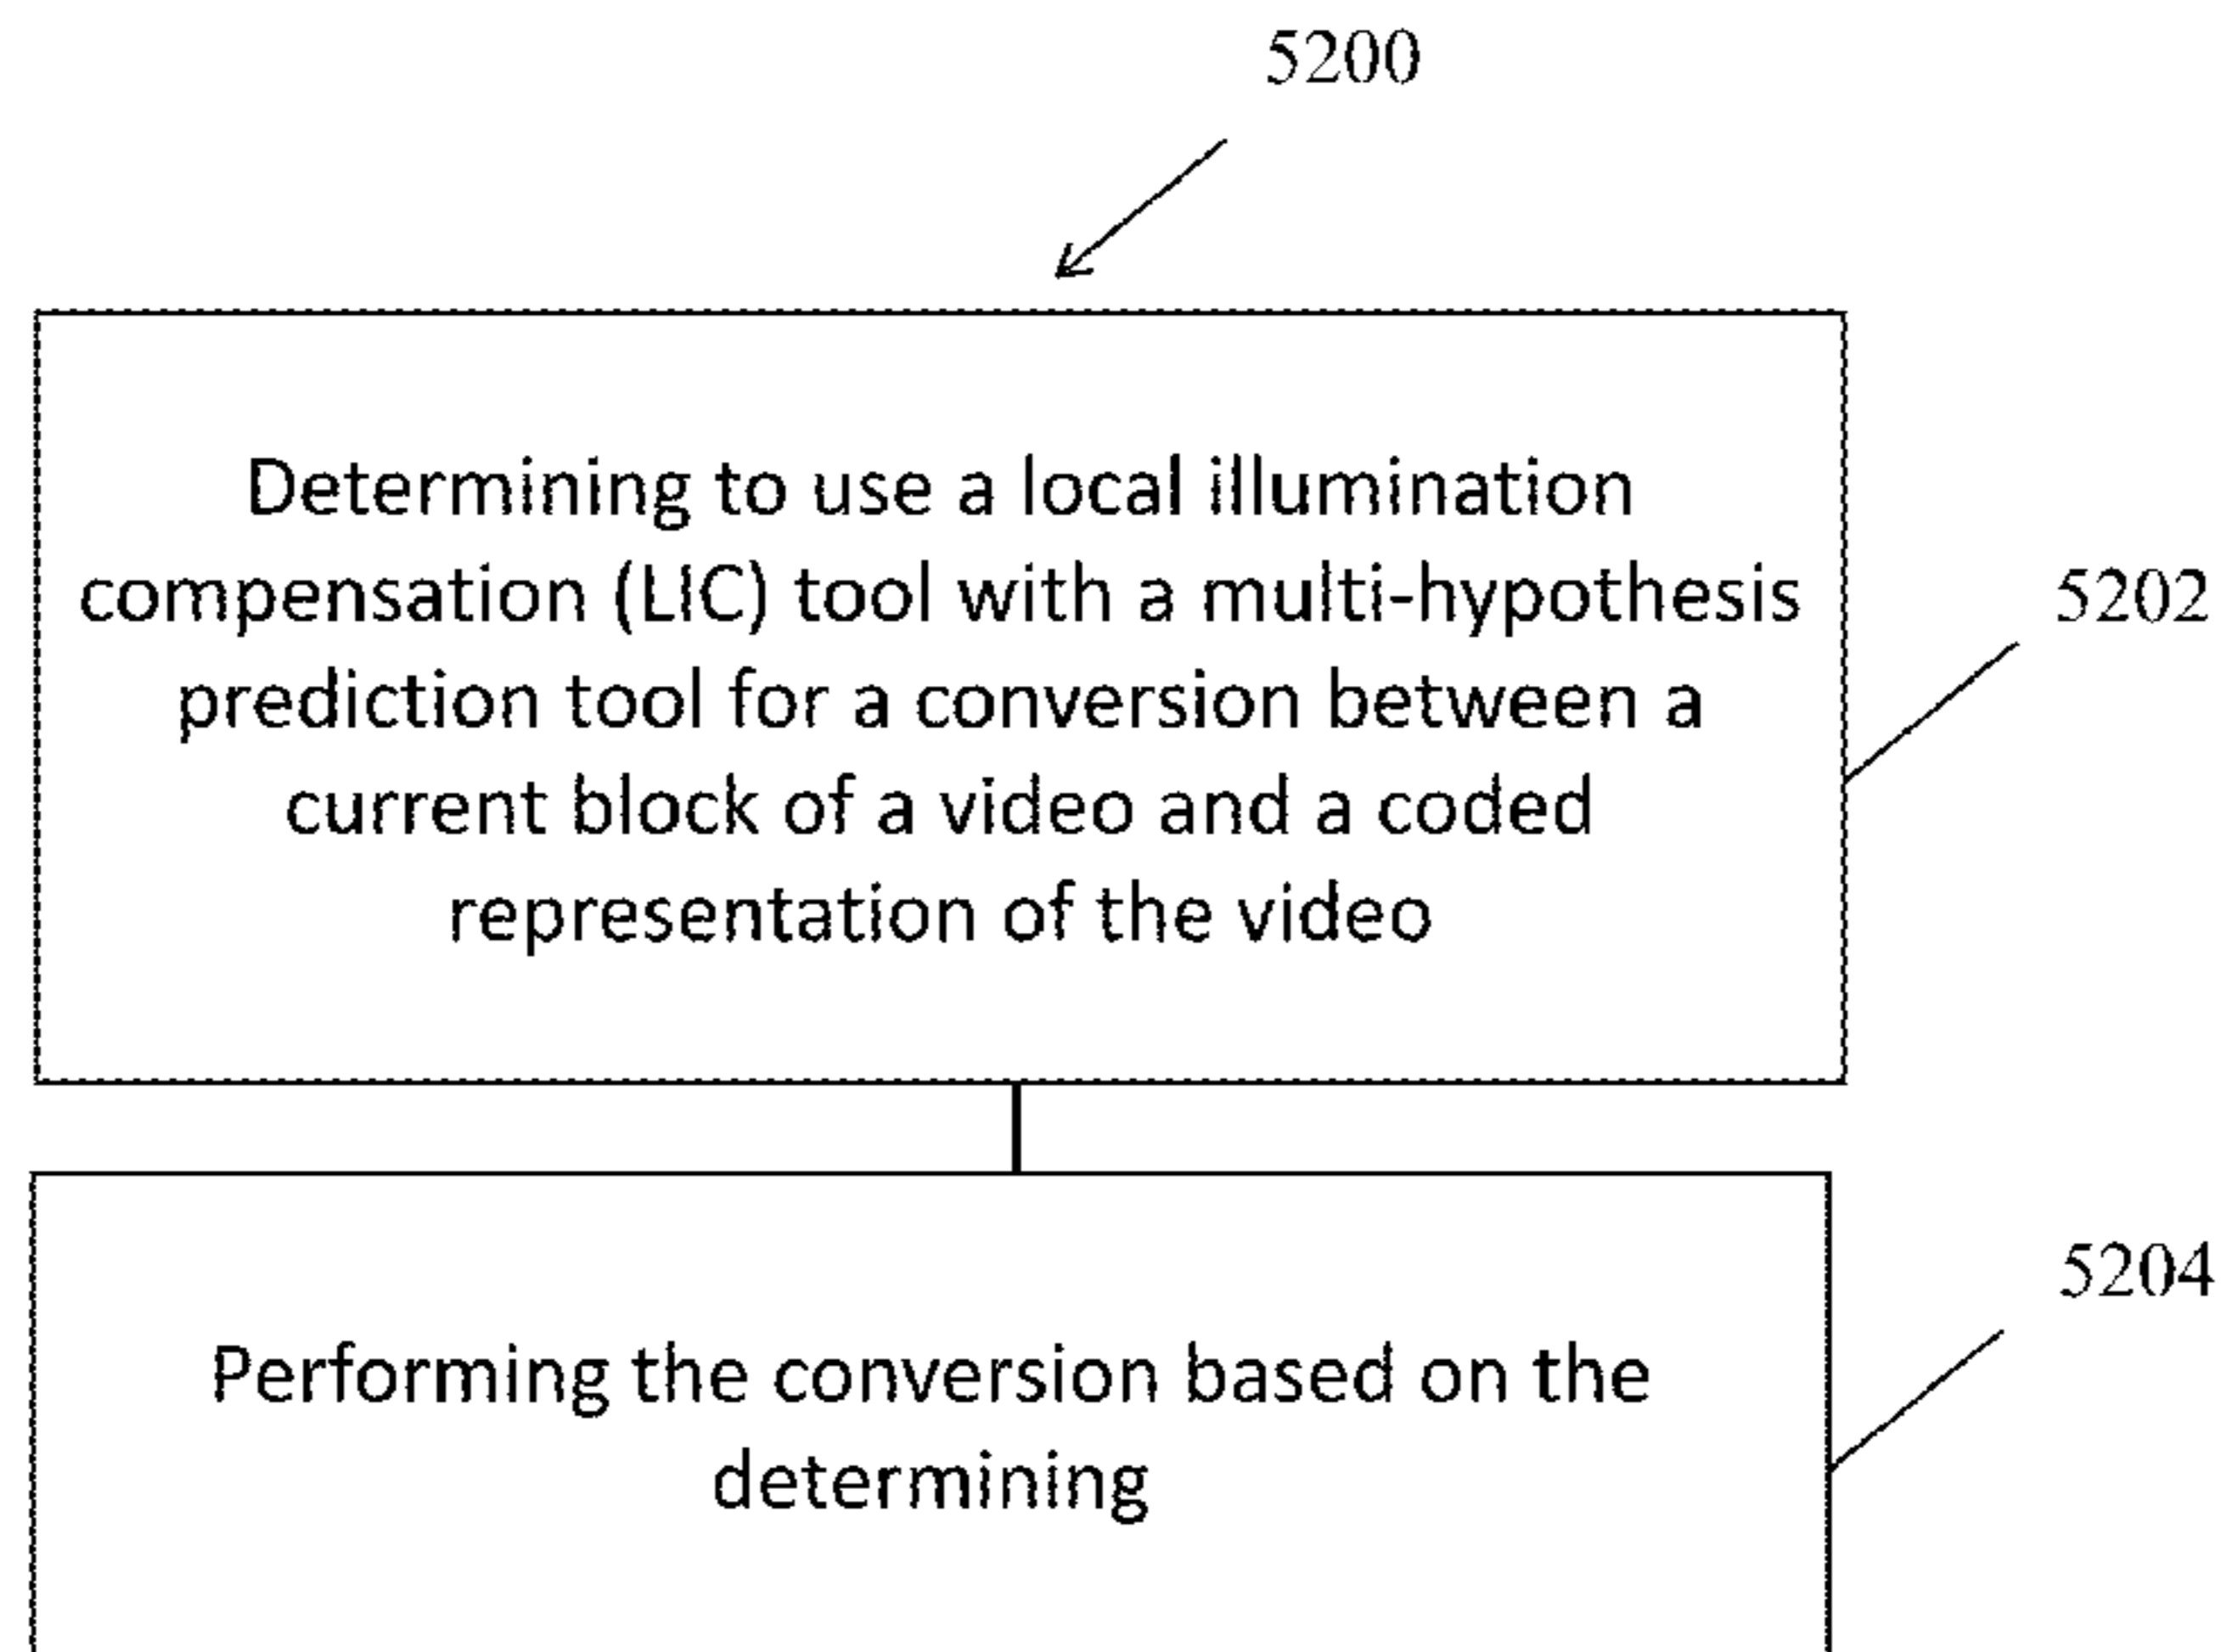 5200
Determining to use a local illumination
compensation (LIC) tool with a multi-hypothesis
prediction tool for a conversion between a
current block of a video and a coded
representation of the video
5202
Performing the conversion based on the
determining
5204